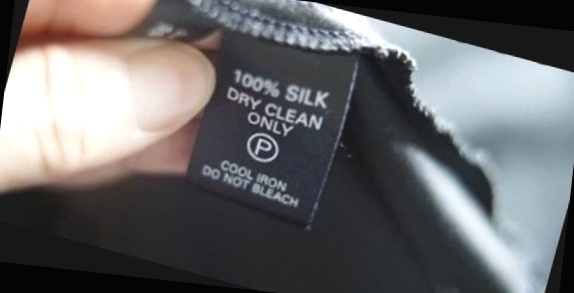 100% SILK
DRY CLEAN
ONLY
P
COOL IRON
DO NOT BLEACH